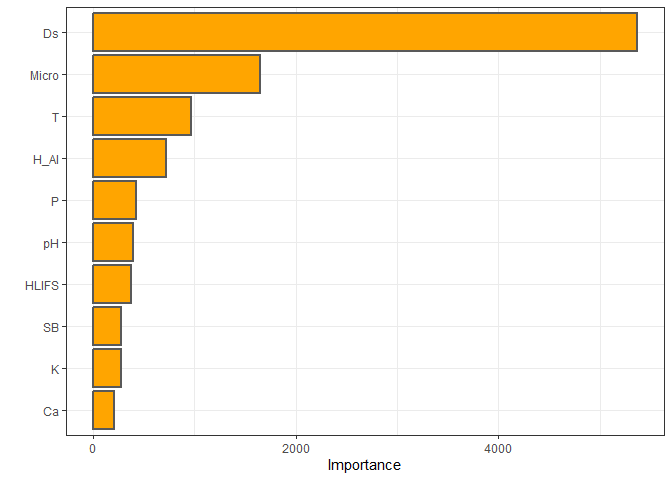 Ds
Micro
T
H_Al
P
pH
HLIFS
SB
K
Ca
0 2000 4000
Importance